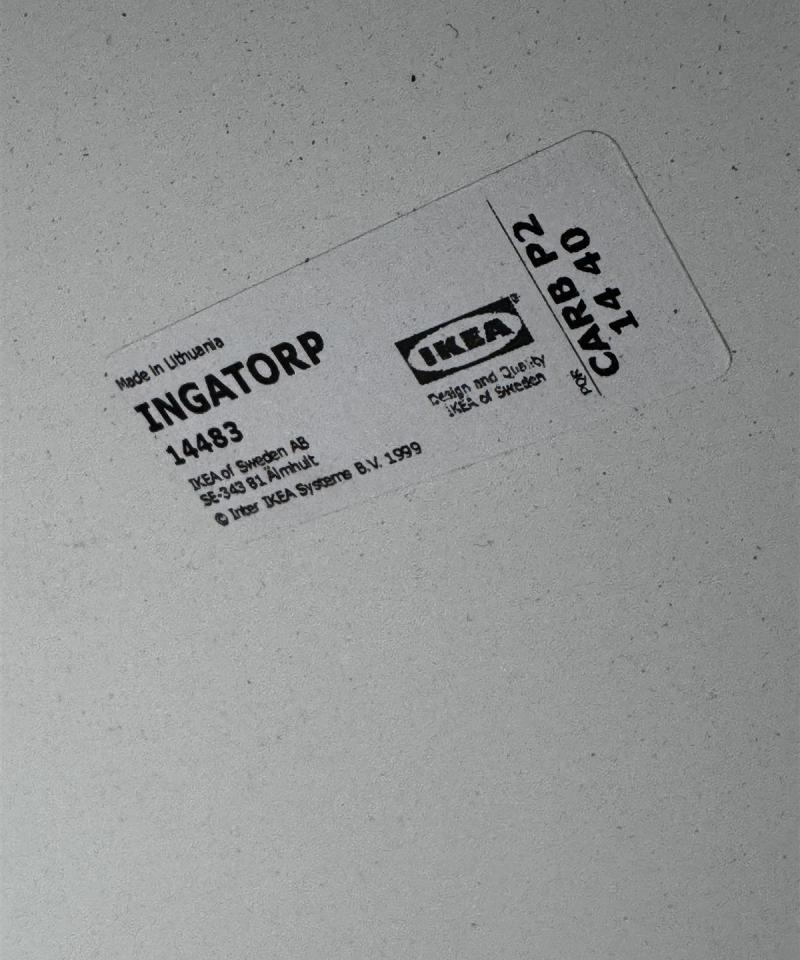 Made in Lithuania
INGATORP
14483
IKEA of Sweden AB
SE-343 81 Älmhult
© Inter IKEA Systems B.V. 1999
IKEA®
Design and Quality
IKEA of Sweden
CARB P2
14 40